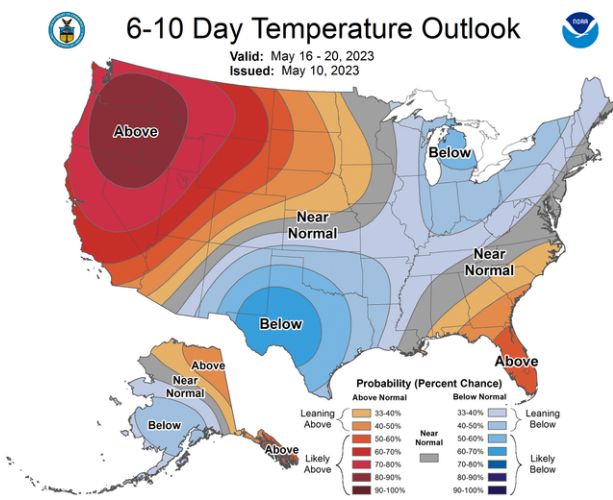 6-10 Day Temperature Outlook
Valid: May 16 - 20, 2023
Issued: May 10, 2023
NOAA
Above
Below
Near
Normal
Near
Normal
Below
Above
Above
Near
Normal
Below
Above
Probability (Percent Chance)
Above Normal
Below Normal
Leaning
Above
33-40%
40-50%
Likely
Above
50-60%
60-70%
70-80%
80-90%
90-100%
Near
Normal
33-40%
40-50%
Leaning
Below
50-60%
60-70%
70-80%
80-90%
90-100%
Likely
Below